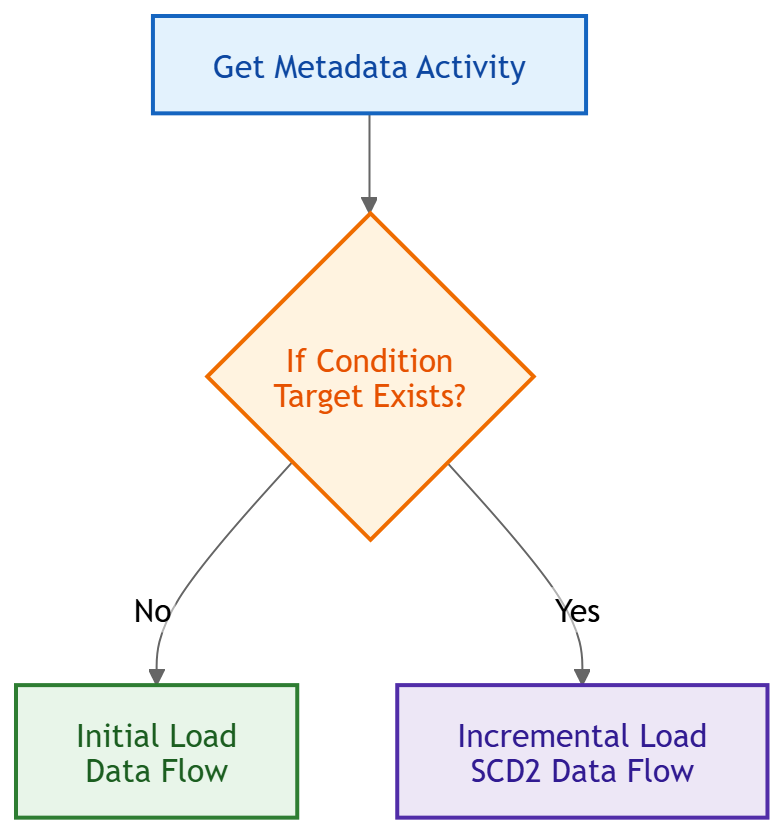 Get Metadata Activity
If Condition
Target Exists?
No
Yes
Initial Load
Data Flow
Incremental Load
SCD2 Data Flow